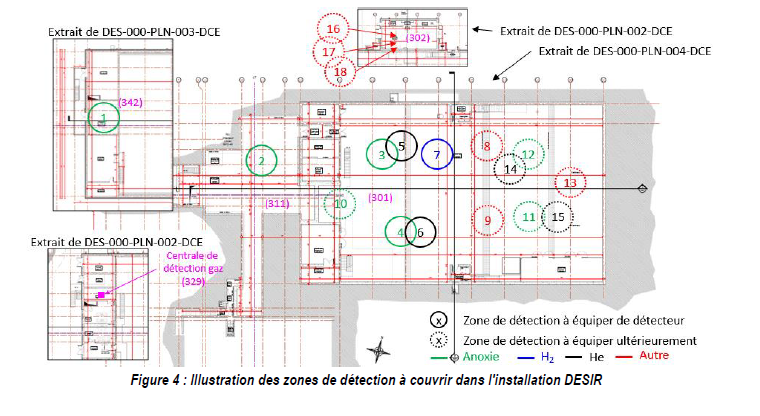 Extrait de DES-000-PLN-003-DCE
Extrait de DES-000-PLN-002-DCE
Extrait de DES-000-PLN-004-DCE
16
17
18
(302)
(342)
1
2
3
5
7
8
12
14
13
10
(301)
(311)
4
6
9
11
15
Extrait de DES-000-PLN-002-DCE
Centrale de
détection gaz
(329)
x Zone de détection à équiper de détecteur
x Zone de détection à équiper ultérieurement
Anoxie H2 He Autre
Figure 4 : Illustration des zones de détection à couvrir dans l'installation DESIR